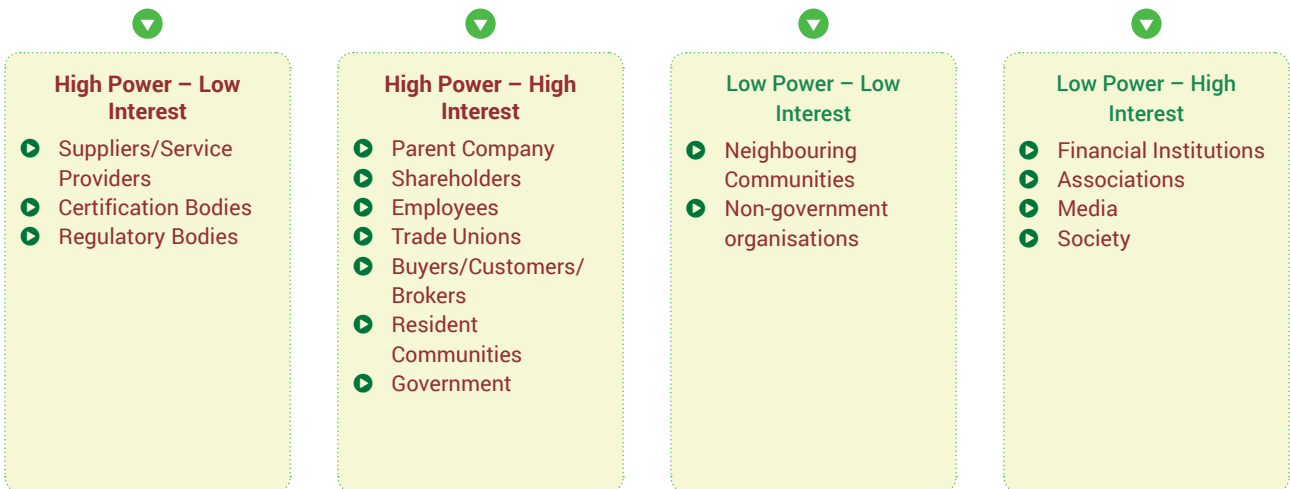 High Power – Low
Interest
Suppliers/Service
Providers
Certification Bodies
Regulatory Bodies
High Power – High
Interest
Parent Company
Shareholders
Employees
Trade Unions
Buyers/Customers/
Brokers
Resident
Communities
Government
Low Power – Low
Interest
Neighbouring
Communities
Non-government
organisations
Low Power – High
Interest
Financial Institutions
Associations
Media
Society